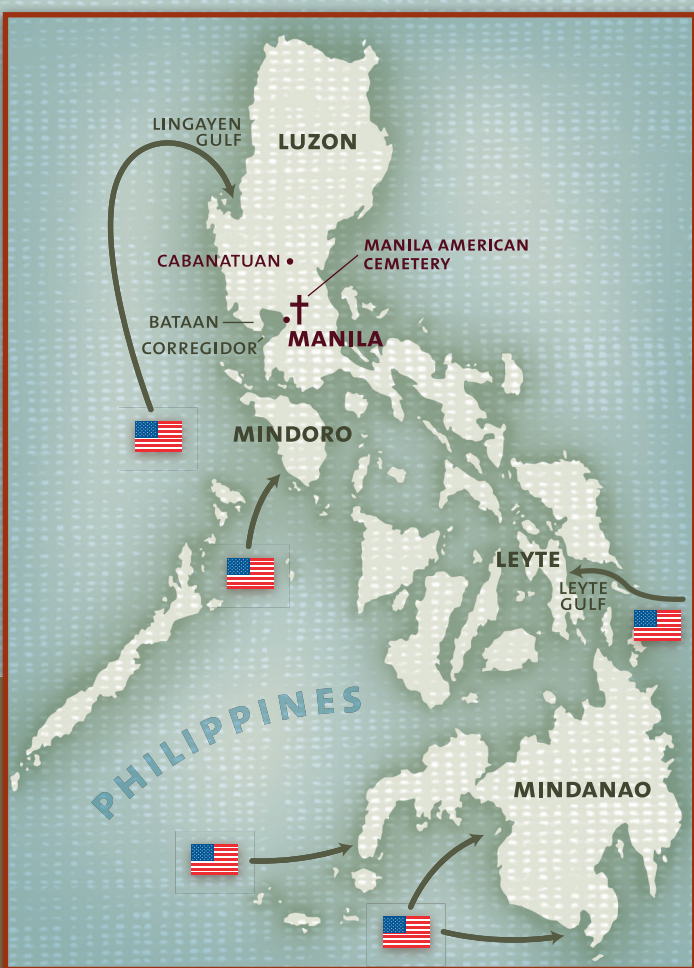 LINGAYEN
GULF
LUZON
CABANATUAN
MANILA AMERICAN
CEMETERY
BATAAN
MANILA
CORREGIDOR
MINDORO
LEYTE
LEYTE
GULF
PHILIPPINES
MINDANAO